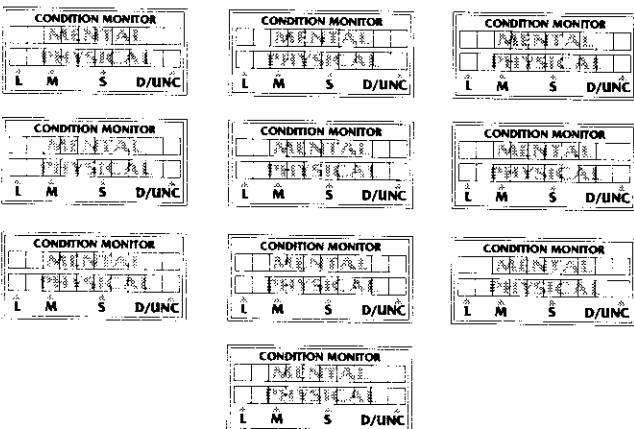 CONDITION MONITOR
MENTAL
PHYSICAL
L M S D/UNC
CONDITION MONITOR
MENTAL
PHYSICAL
L M S D/UNC
CONDITION MONITOR
MENTAL
PHYSICAL
L M S D/UNC
CONDITION MONITOR
MENTAL
PHYSICAL
L M S D/UNC
CONDITION MONITOR
MENTAL
PHYSICAL
L M S D/UNC
CONDITION MONITOR
MENTAL
PHYSICAL
L M S D/UNC
CONDITION MONITOR
MENTAL
PHYSICAL
L M S D/UNC
CONDITION MONITOR
MENTAL
PHYSICAL
L M S D/UNC
CONDITION MONITOR
MENTAL
PHYSICAL
L M S D/UNC
CONDITION MONITOR
MENTAL
PHYSICAL
L M S D/UNC